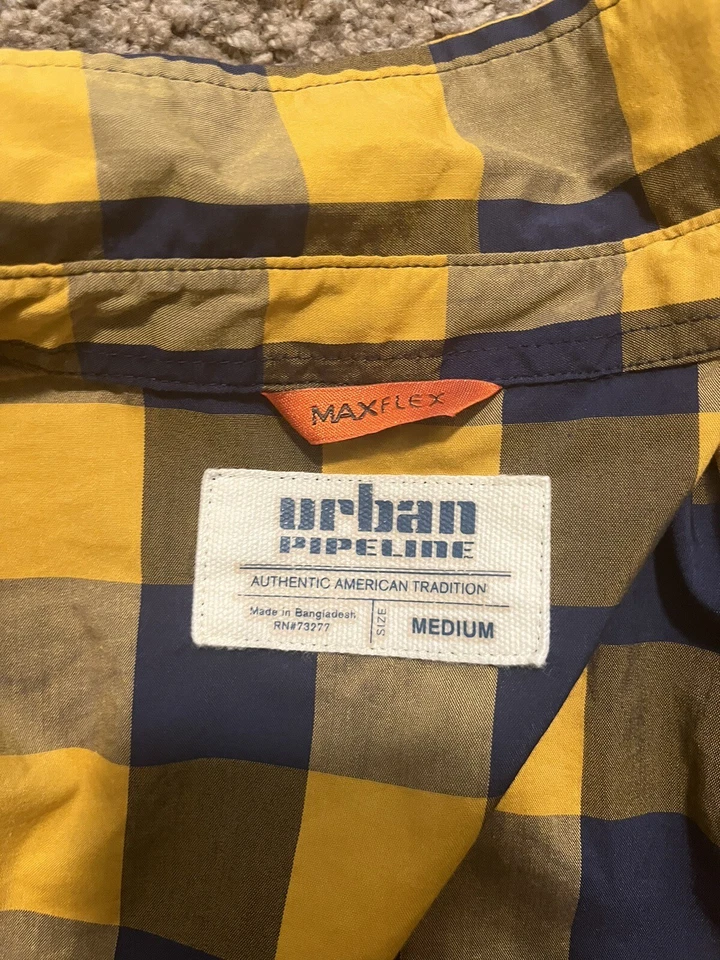 MAXFLEX
urban
PIPELINE
AUTHENTIC AMERICAN TRADITION
Made in Bangladesh
RN#73277
SIZE
MEDIUM